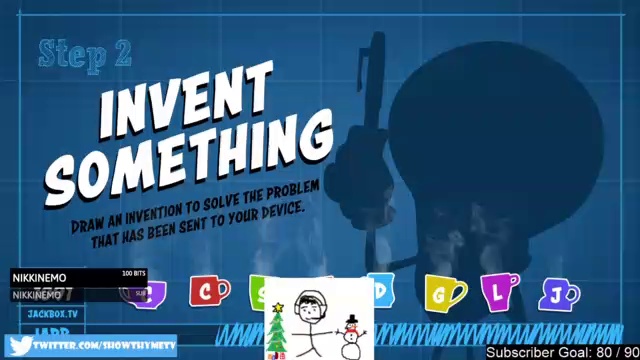 Step 2
INVENT
SOMETHING
DRAW AN INVENTION TO SOLVE THE PROBLEM
THAT HAS BEEN SENT TO YOUR DEVICE.
NIKKINEMO
100 BITS
NIKKINEMO
SUB
C
D
G
L
J
JACKBOX.TV
TWITTER.COM/SHOWTHYMETV
Subscriber Goal: 80 / 90